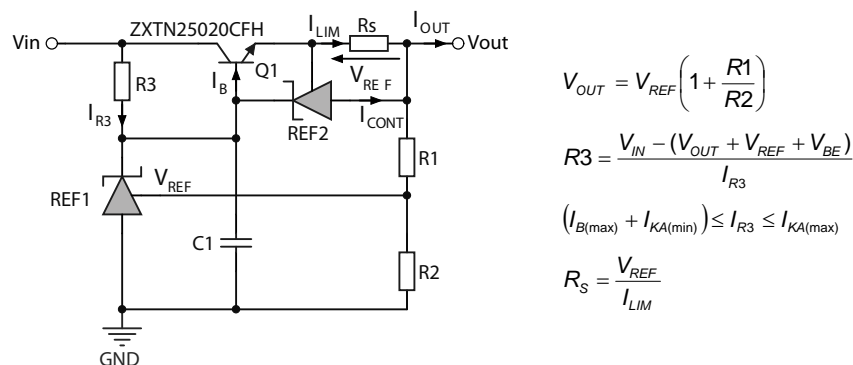 ZXTN25020CFH
Vin
I_LIM
Rs
I_OUT
Vout
R3
I_B
Q1
V_RE F
I_R3
REF2
I_CONT
R1
REF1
V_REF
C1
R2
GND
V_OUT = V_REF(1 + R1/R2)
R3 = (V_IN − (V_OUT + V_REF + V_BE))/I_R3
(I_B(max) + I_KA(min)) ≤ I_R3 ≤ I_KA(max)
R_S = V_REF/I_LIM